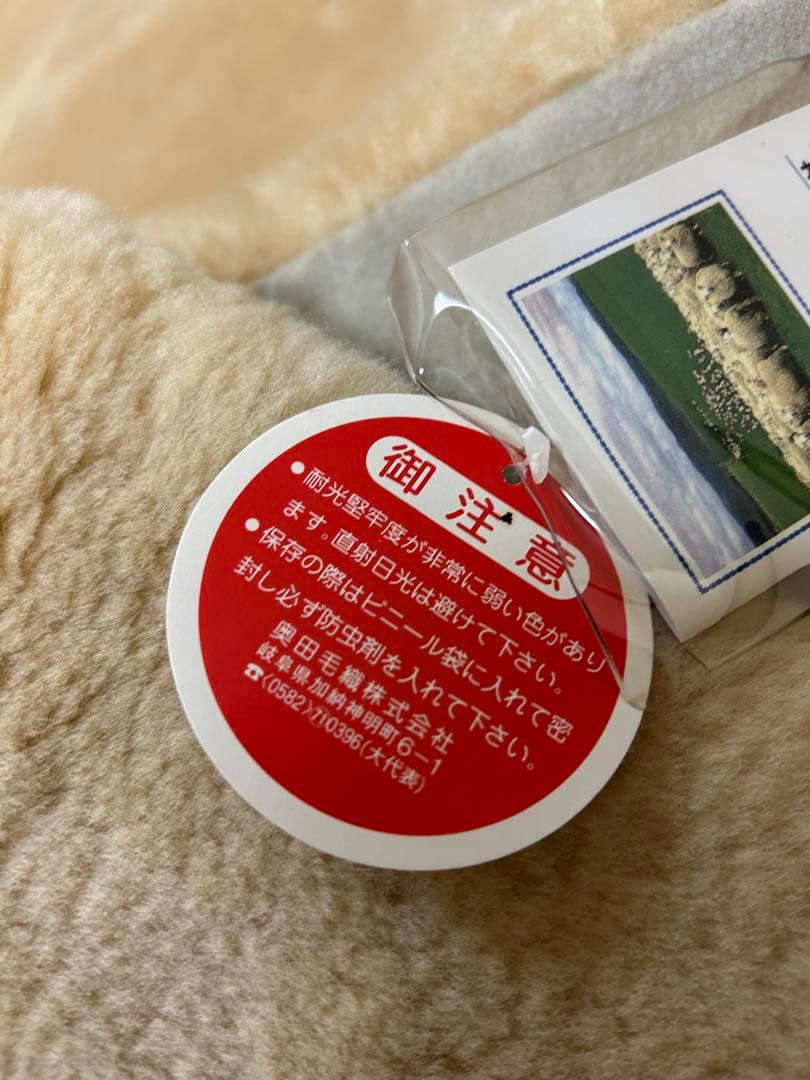 御注意
●耐光堅牢度が非常に弱い色があり
ます。直射日光は避けて下さい。
●保存の際はビニール袋に入れて密
封し必ず防虫剤を入れて下さい。
奥田毛織株式会社
岐阜県加納神明町6-1
☎〈0582〉71)0396(大代表)